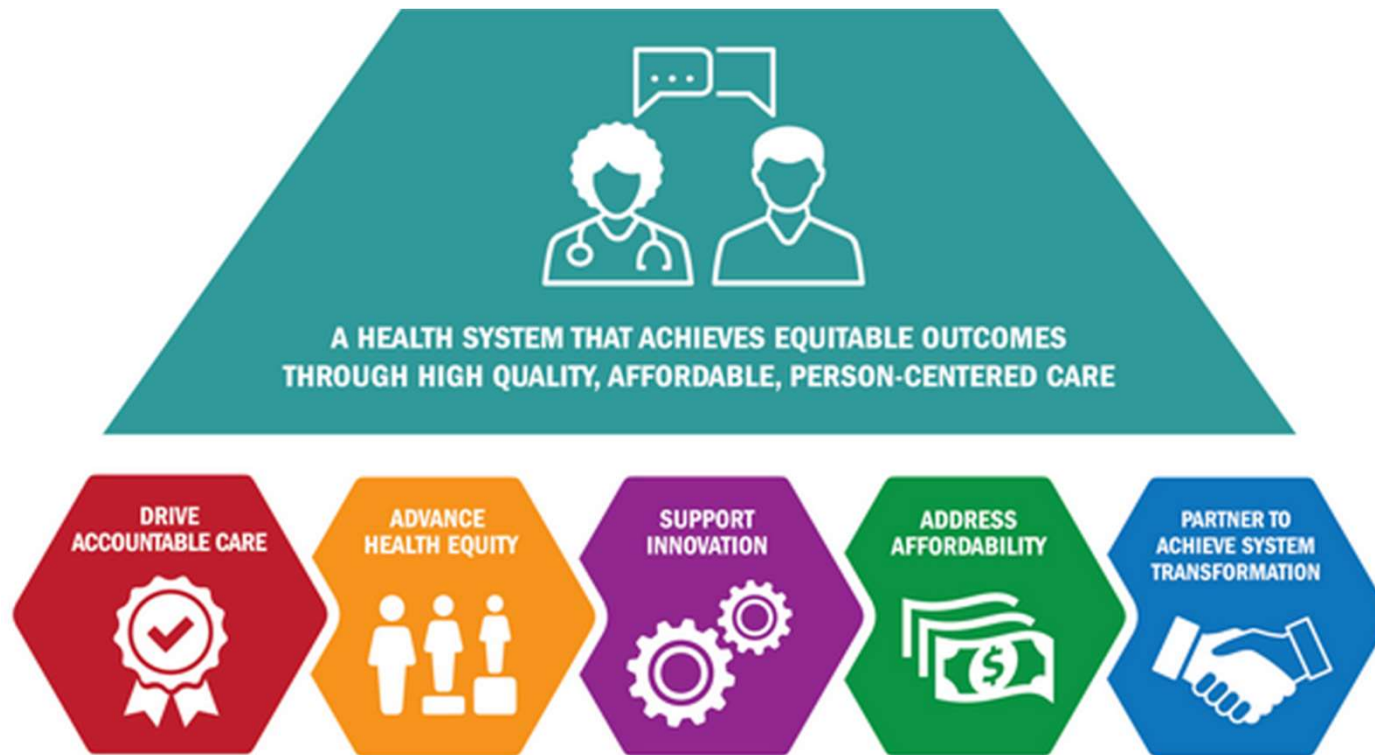 A HEALTH SYSTEM THAT ACHIEVES EQUITABLE OUTCOMES
THROUGH HIGH QUALITY, AFFORDABLE, PERSON-CENTERED CARE
DRIVE
ACCOUNTABLE CARE
ADVANCE
HEALTH EQUITY
SUPPORT
INNOVATION
ADDRESS
AFFORDABILITY
PARTNER TO
ACHIEVE SYSTEM
TRANSFORMATION
$